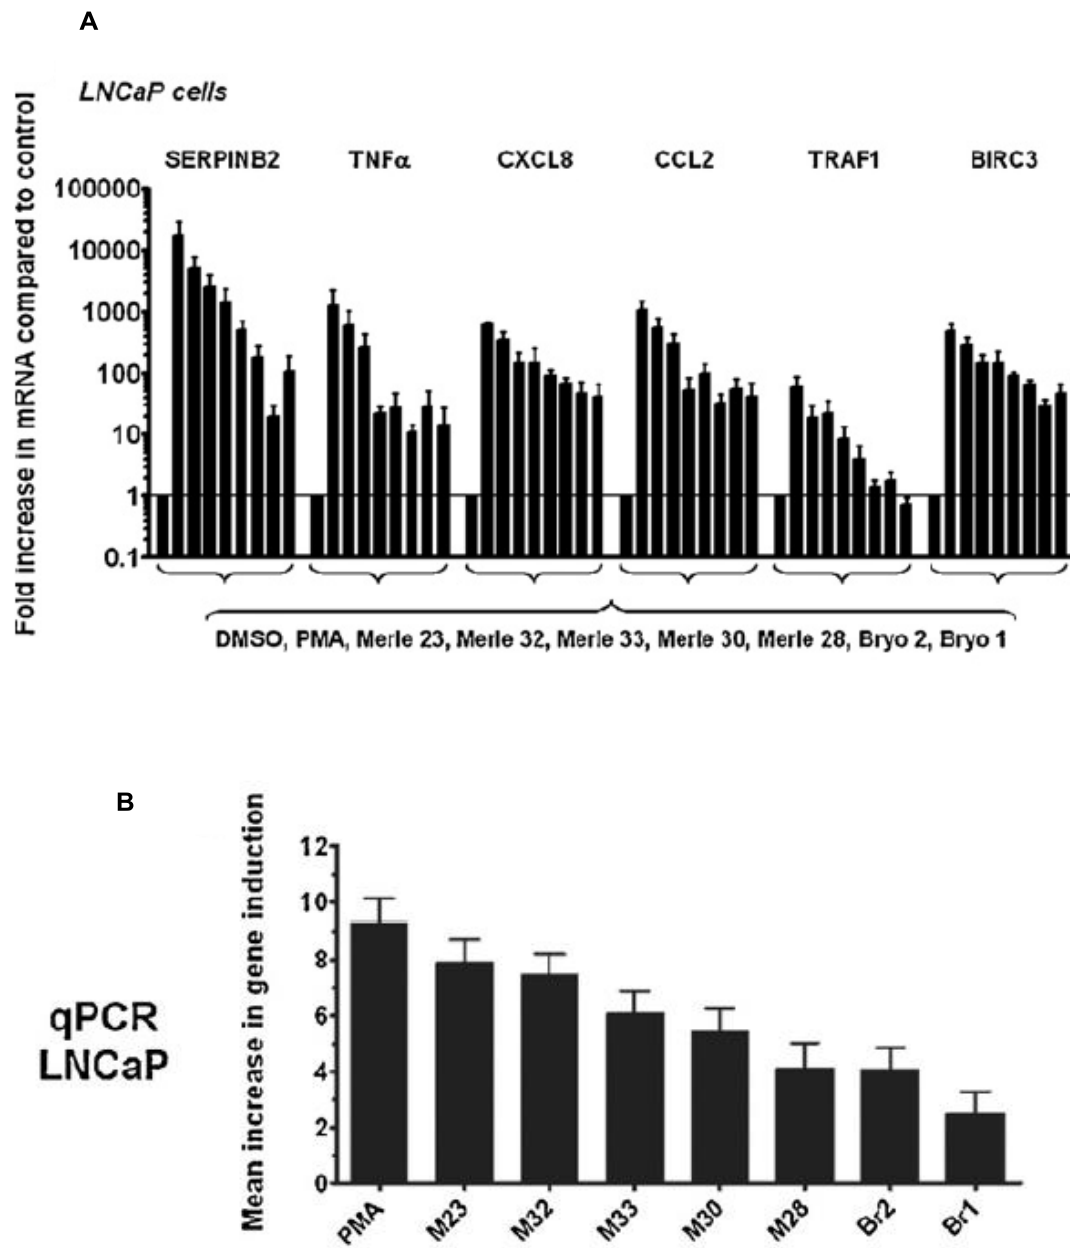 A
LNCaP cells
Fold increase in mRNA compared to control
SERPINB2 TNFα CXCL8 CCL2 TRAF1 BIRC3
100000
10000
1000
100
10
1
0.1
DMSO, PMA, Merle 23, Merle 32, Merle 33, Merle 30, Merle 28, Bryo 2, Bryo 1
B
Mean increase in gene induction
12
10
8
6
4
2
0
qPCR
LNCaP
PMA M23 M32 M33 M30 M28 Br2 Br1